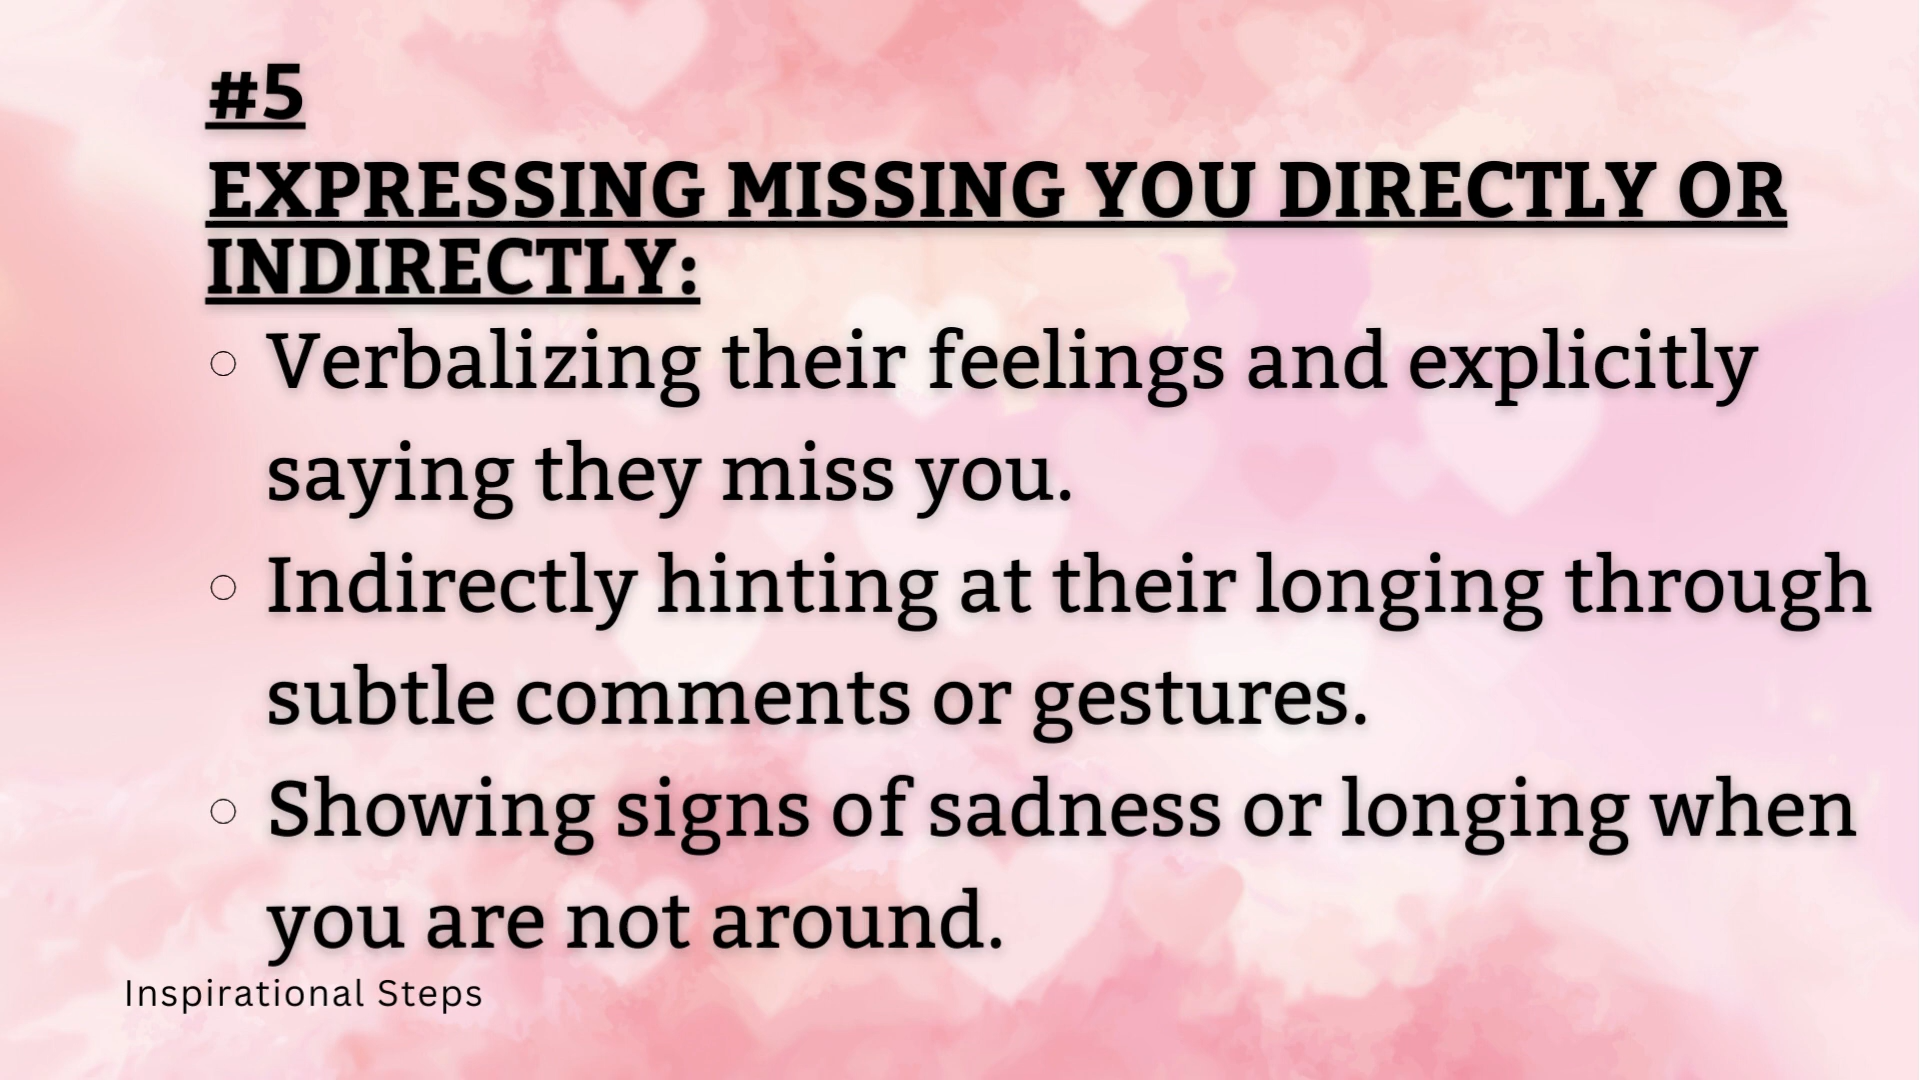 #5
EXPRESSING MISSING YOU DIRECTLY OR
INDIRECTLY:
Verbalizing their feelings and explicitly
saying they miss you.
Indirectly hinting at their longing through
subtle comments or gestures.
Showing signs of sadness or longing when
you are not around.
Inspirational Steps